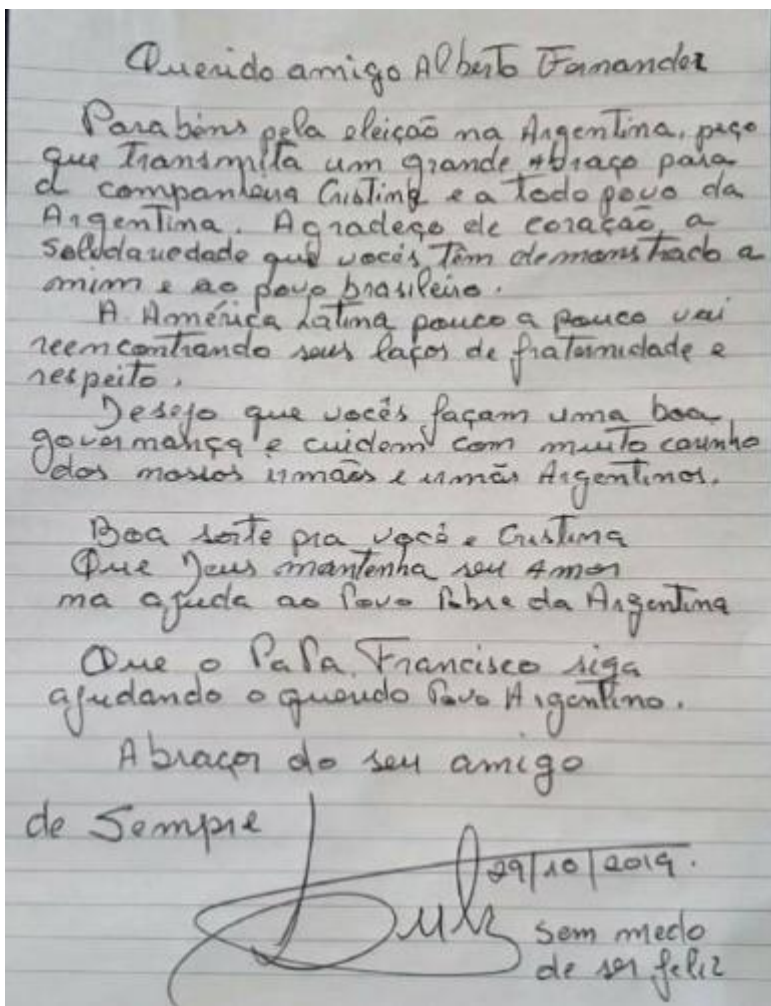 Querido amigo Alberto Fernandez
Parabéns pela eleição na Argentina, peço
que transmita um grande abraço para
a companheira Cristina e a todo povo da
Argentina. Agradeço de coração a
solidariedade que vocês têm demonstrado a
mim e ao povo brasileiro.
A América Latina pouco a pouco vai
reencontrando seus laços de fraternidade e
respeito.
Desejo que vocês façam uma boa
governança e cuidem com muito carinho
dos nossos irmãos e irmãs Argentinos.
Boa sorte pra você e Cristina
Que Deus mantenha seu Amor
na ajuda ao Povo Pobre da Argentina
Que o PaPa Francisco siga
ajudando o querido Povo Argentino.
Abraços do seu amigo
de Sempre
29/10/2019.
Lula
sem medo
de ser feliz